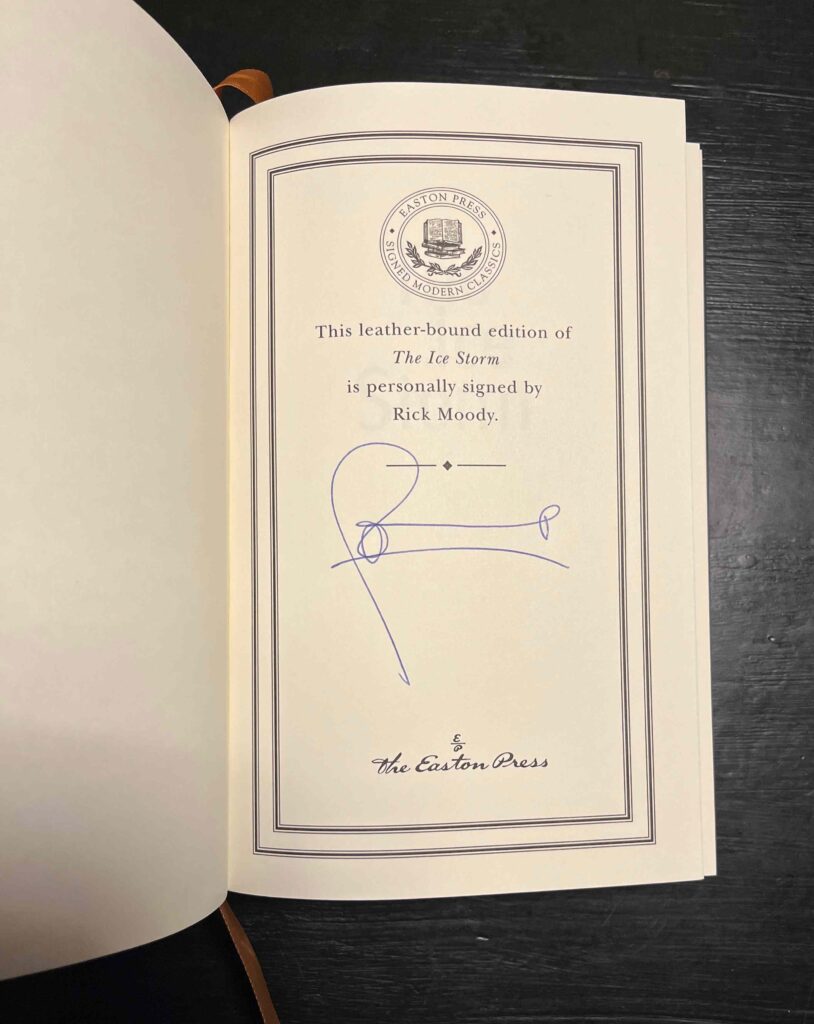 EASTON PRESS
SIGNED MODERN CLASSICS
This leather-bound edition of
The Ice Storm
is personally signed by
Rick Moody.
E
P
The Easton Press